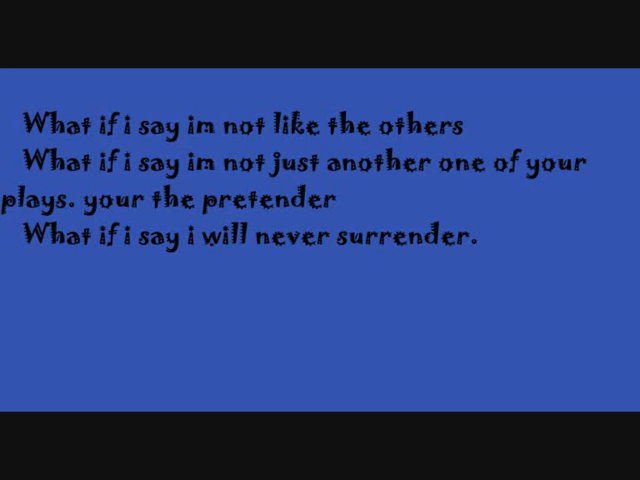 What if i say im not like the others
What if i say im not just another one of your
plays. your the pretender
What if i say i will never surrender.